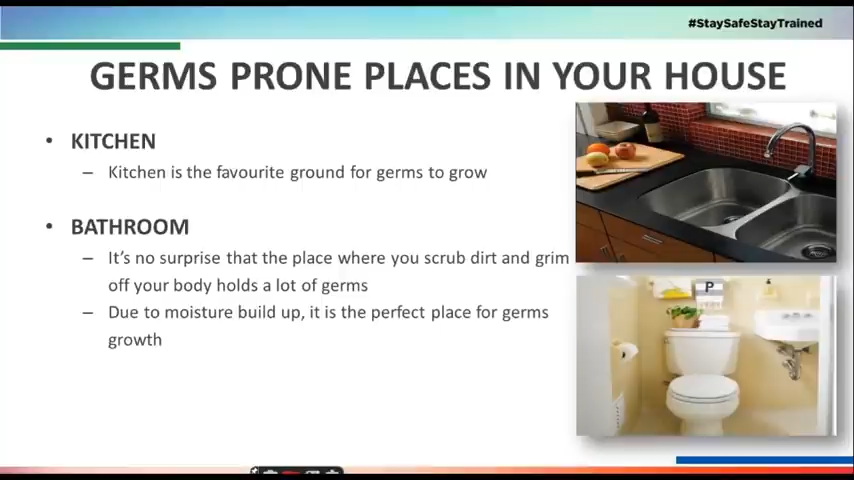 #StaySafeStayTrained
GERMS PRONE PLACES IN YOUR HOUSE
• KITCHEN
– Kitchen is the favourite ground for germs to grow
• BATHROOM
– It's no surprise that the place where you scrub dirt and grim
off your body holds a lot of germs
– Due to moisture build up, it is the perfect place for germs
growth
P